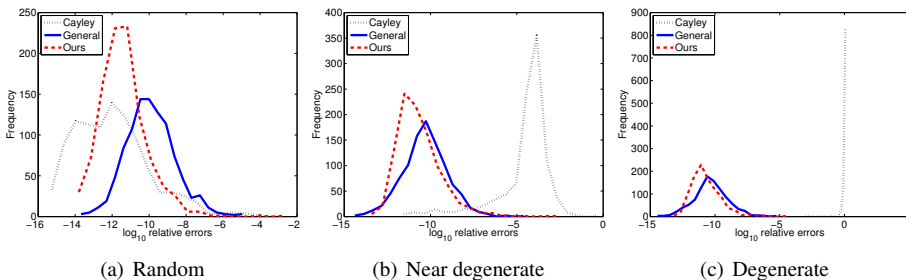 Cayley
General
Ours
Frequency
250
200
150
100
50
0
−16 −14 −12 −10 −8 −6 −4 −2
log10 relative errors
(a) Random
Cayley
General
Ours
Frequency
400
350
300
250
200
150
100
50
0
−15 −10 −5 0
log10 relative errors
(b) Near degenerate
Cayley
General
Ours
Frequency
900
800
700
600
500
400
300
200
100
0
−15 −10 −5 0
log10 relative errors
(c) Degenerate